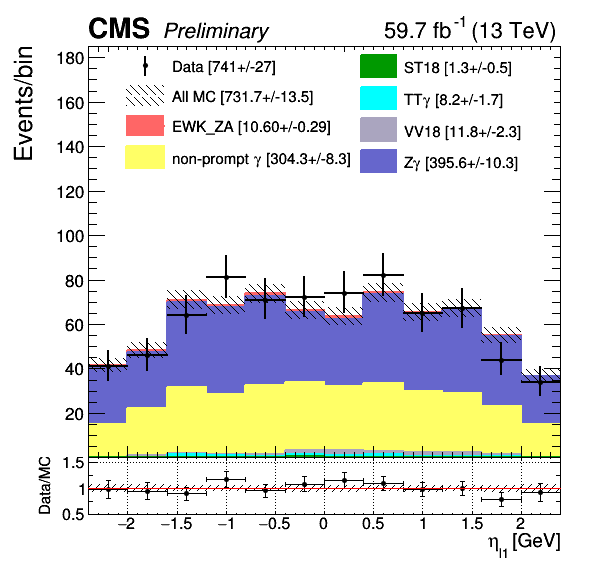 CMS Preliminary 59.7 fb⁻¹ (13 TeV)
Events/bin
Data [741+/-27]
All MC [731.7+/-13.5]
EWK_ZA [10.60+/-0.29]
non-prompt γ [304.3+/-8.3]
ST18 [1.3+/-0.5]
TTγ [8.2+/-1.7]
VV18 [11.8+/-2.3]
Zγ [395.6+/-10.3]
180
160
140
120
100
80
60
40
20
Data/MC
1.5
1
0.5
−2 −1.5 −1 −0.5 0 0.5 1 1.5 2
η_l1 [GeV]